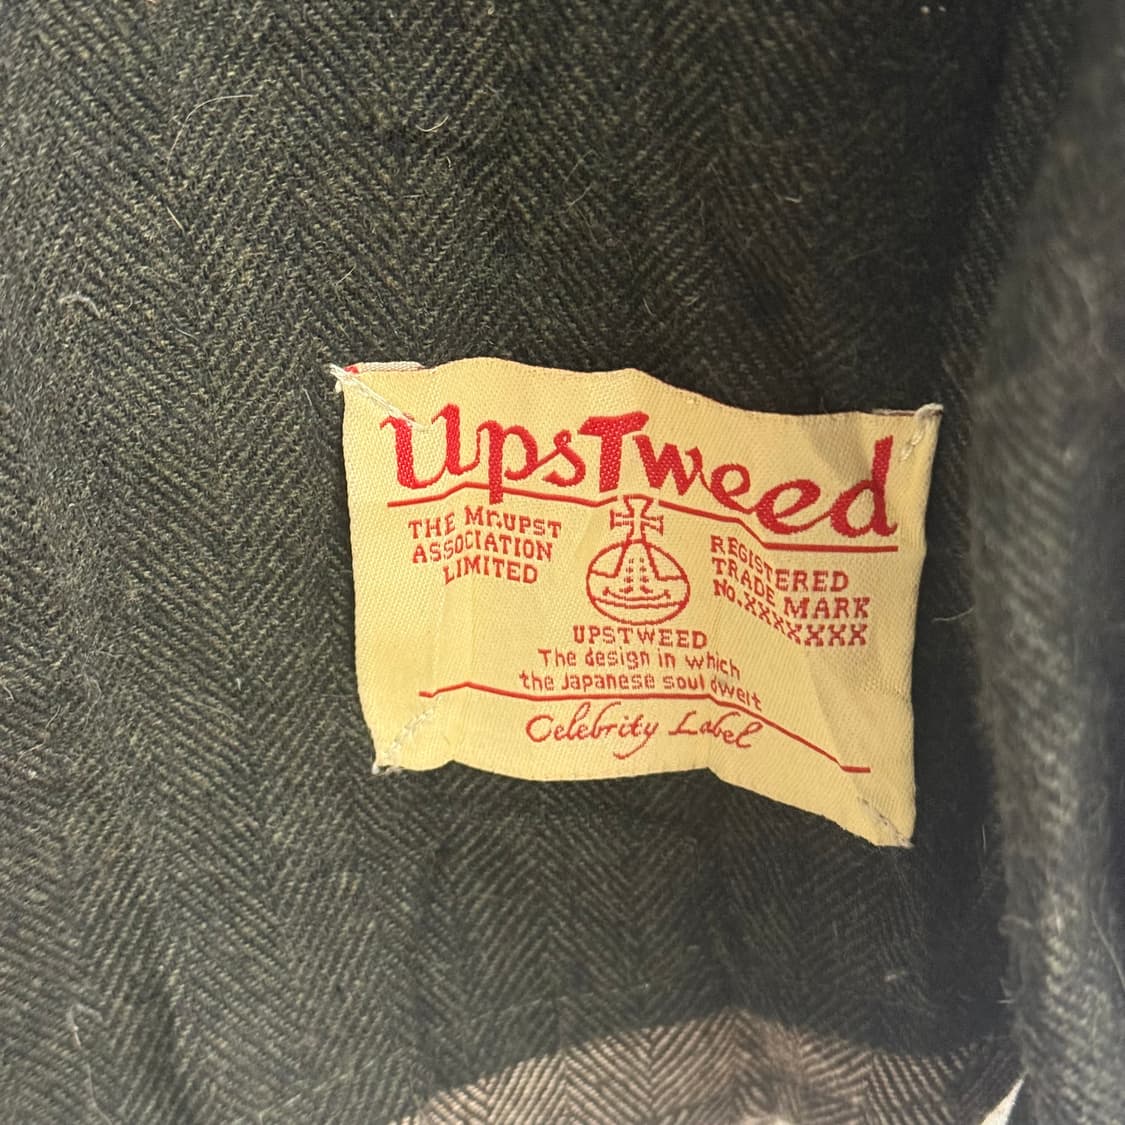 UpsTweed
THE Mr.UPST
ASSOCIATION
LIMITED
REGISTERED
TRADE MARK
No.XXXXXXX
UPSTWEED
The design in which
the Japanese soul dwelt
Celebrity Label